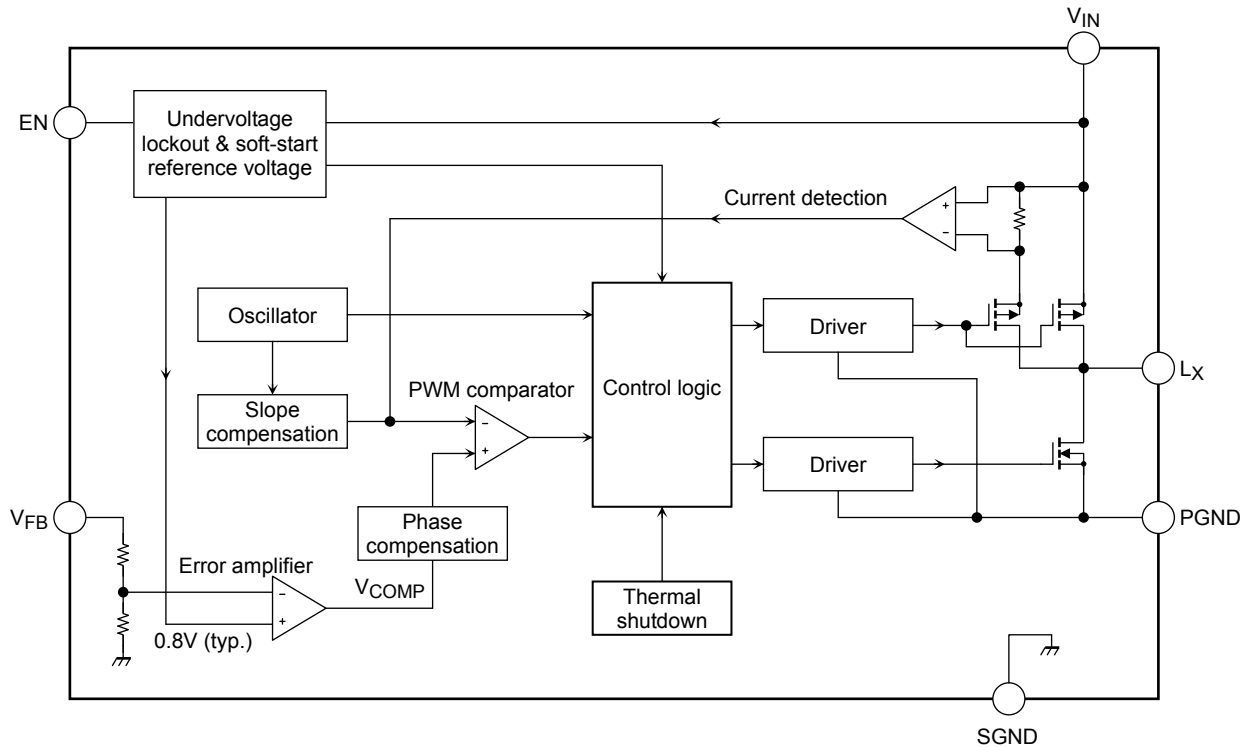 VIN
EN
Undervoltage
lockout & soft-start
reference voltage
Current detection
+
−
Oscillator
Driver
Control logic
LX
PWM comparator
Slope
compensation
−
+
Driver
VFB
Phase
compensation
PGND
Error amplifier
VCOMP
−
+
Thermal
shutdown
0.8V (typ.)
SGND